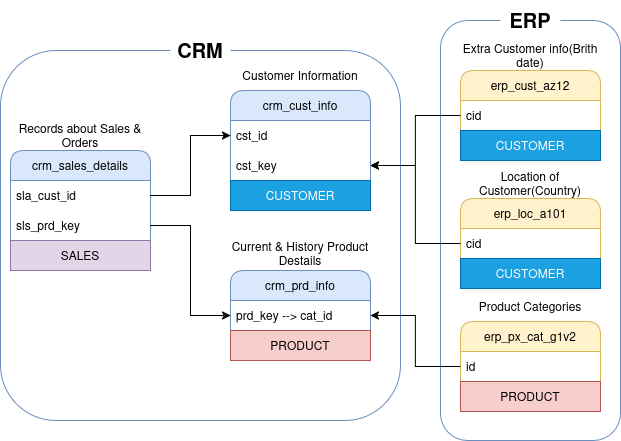 CRM
Records about Sales &
Orders
crm_sales_details
sla_cust_id
sls_prd_key
SALES
Customer Information
crm_cust_info
cst_id
cst_key
CUSTOMER
Current & History Product
Destails
crm_prd_info
prd_key --> cat_id
PRODUCT
ERP
Extra Customer info(Brith
date)
erp_cust_az12
cid
CUSTOMER
Location of
Customer(Country)
erp_loc_a101
cid
CUSTOMER
Product Categories
erp_px_cat_g1v2
id
PRODUCT